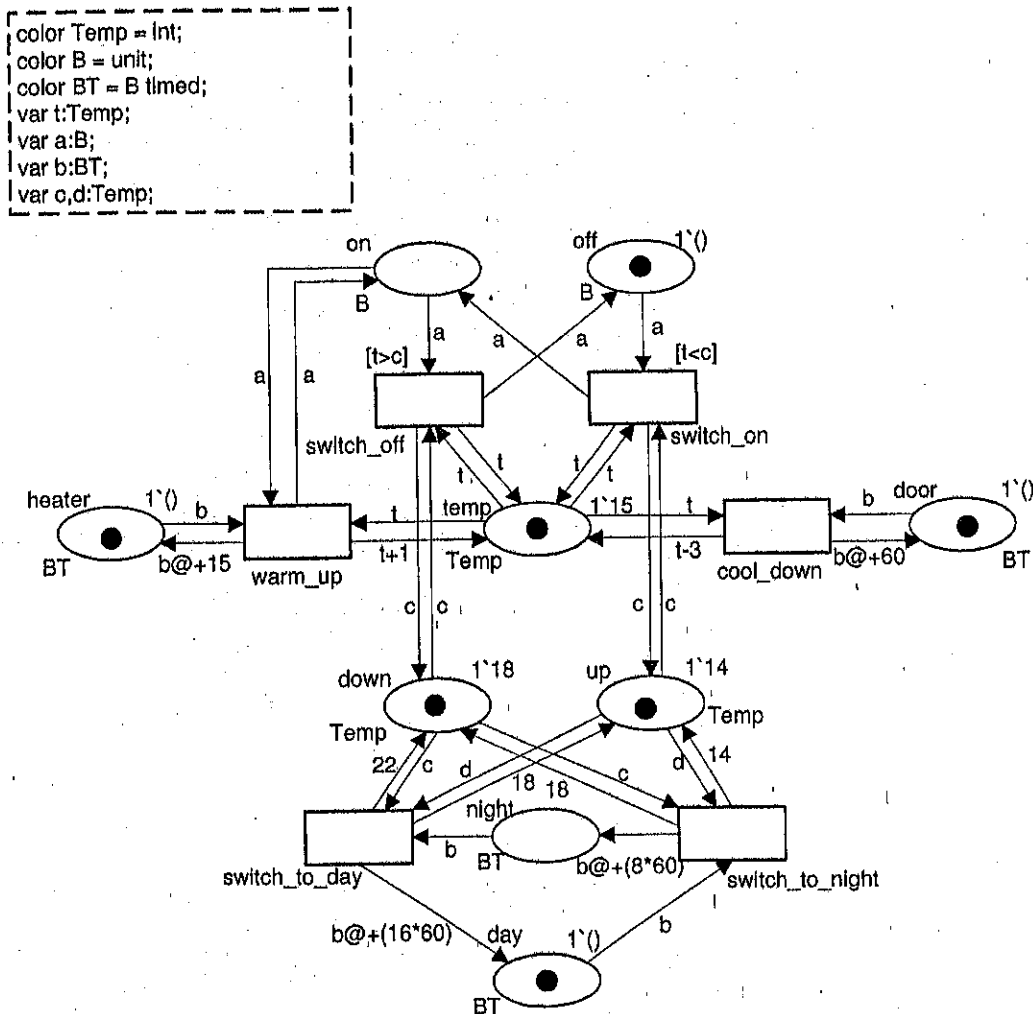 color Temp = Int;
color B = unit;
color BT = B timed;
var t:Temp;
var a:B;
var b:BT;
var c,d:Temp;
on
off
1`()
B
B
a
a
a
a
a
a
[t>c]
[t<c]
switch_off
switch_on
t
t
t
t
heater
1`()
b
t
temp
1`15
t
b
door
1`()
BT
b@+15
warm_up
t+1
Temp
t-3
cool_down
b@+60
BT
c
c
c
c
down
1`18
up
1`14
Temp
Temp
22
c
d
18
18
c
d
14
night
b
BT
b@+(8*60)
switch_to_day
switch_to_night
b@+(16*60)
day
1`()
b
BT